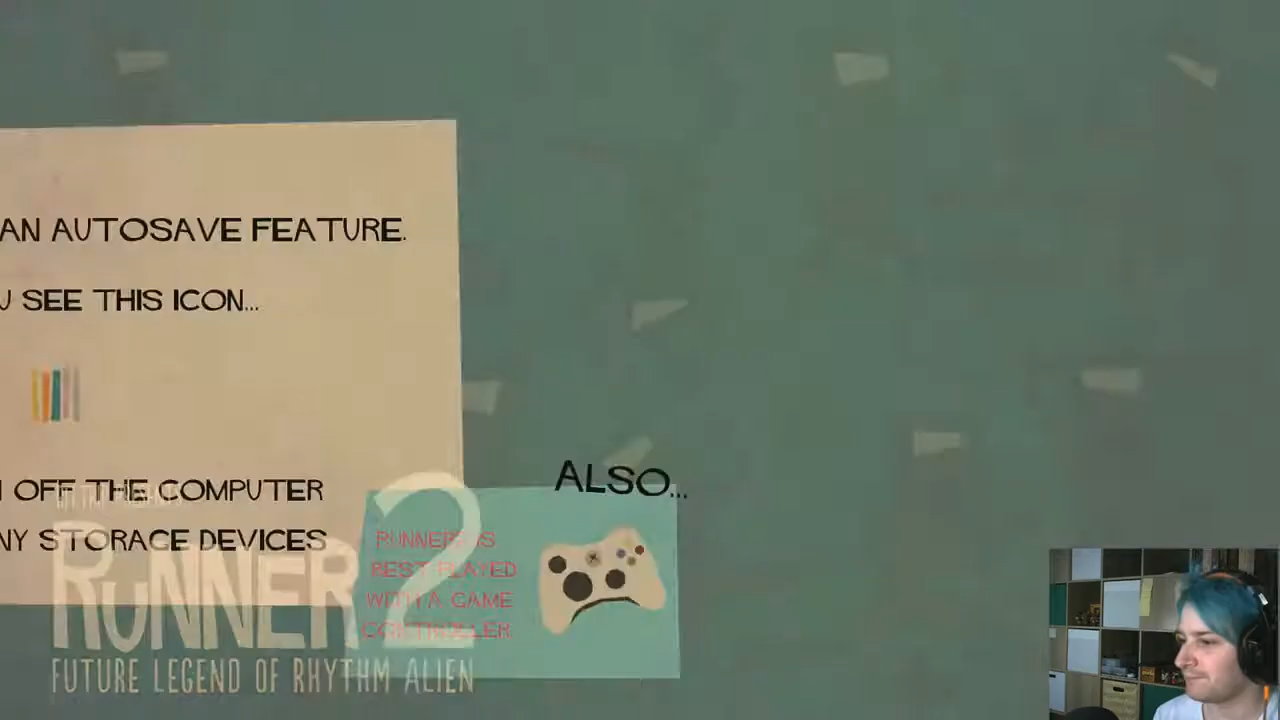 AN AUTOSAVE FEATURE.
SEE THIS ICON...
OFF THE COMPUTER
STORAGE DEVICES
ALSO...
RUNNER2 IS
BEST PLAYED
WITH A GAME
CONTROLLER
RUNNER2
FUTURE LEGEND OF RHYTHM ALIEN